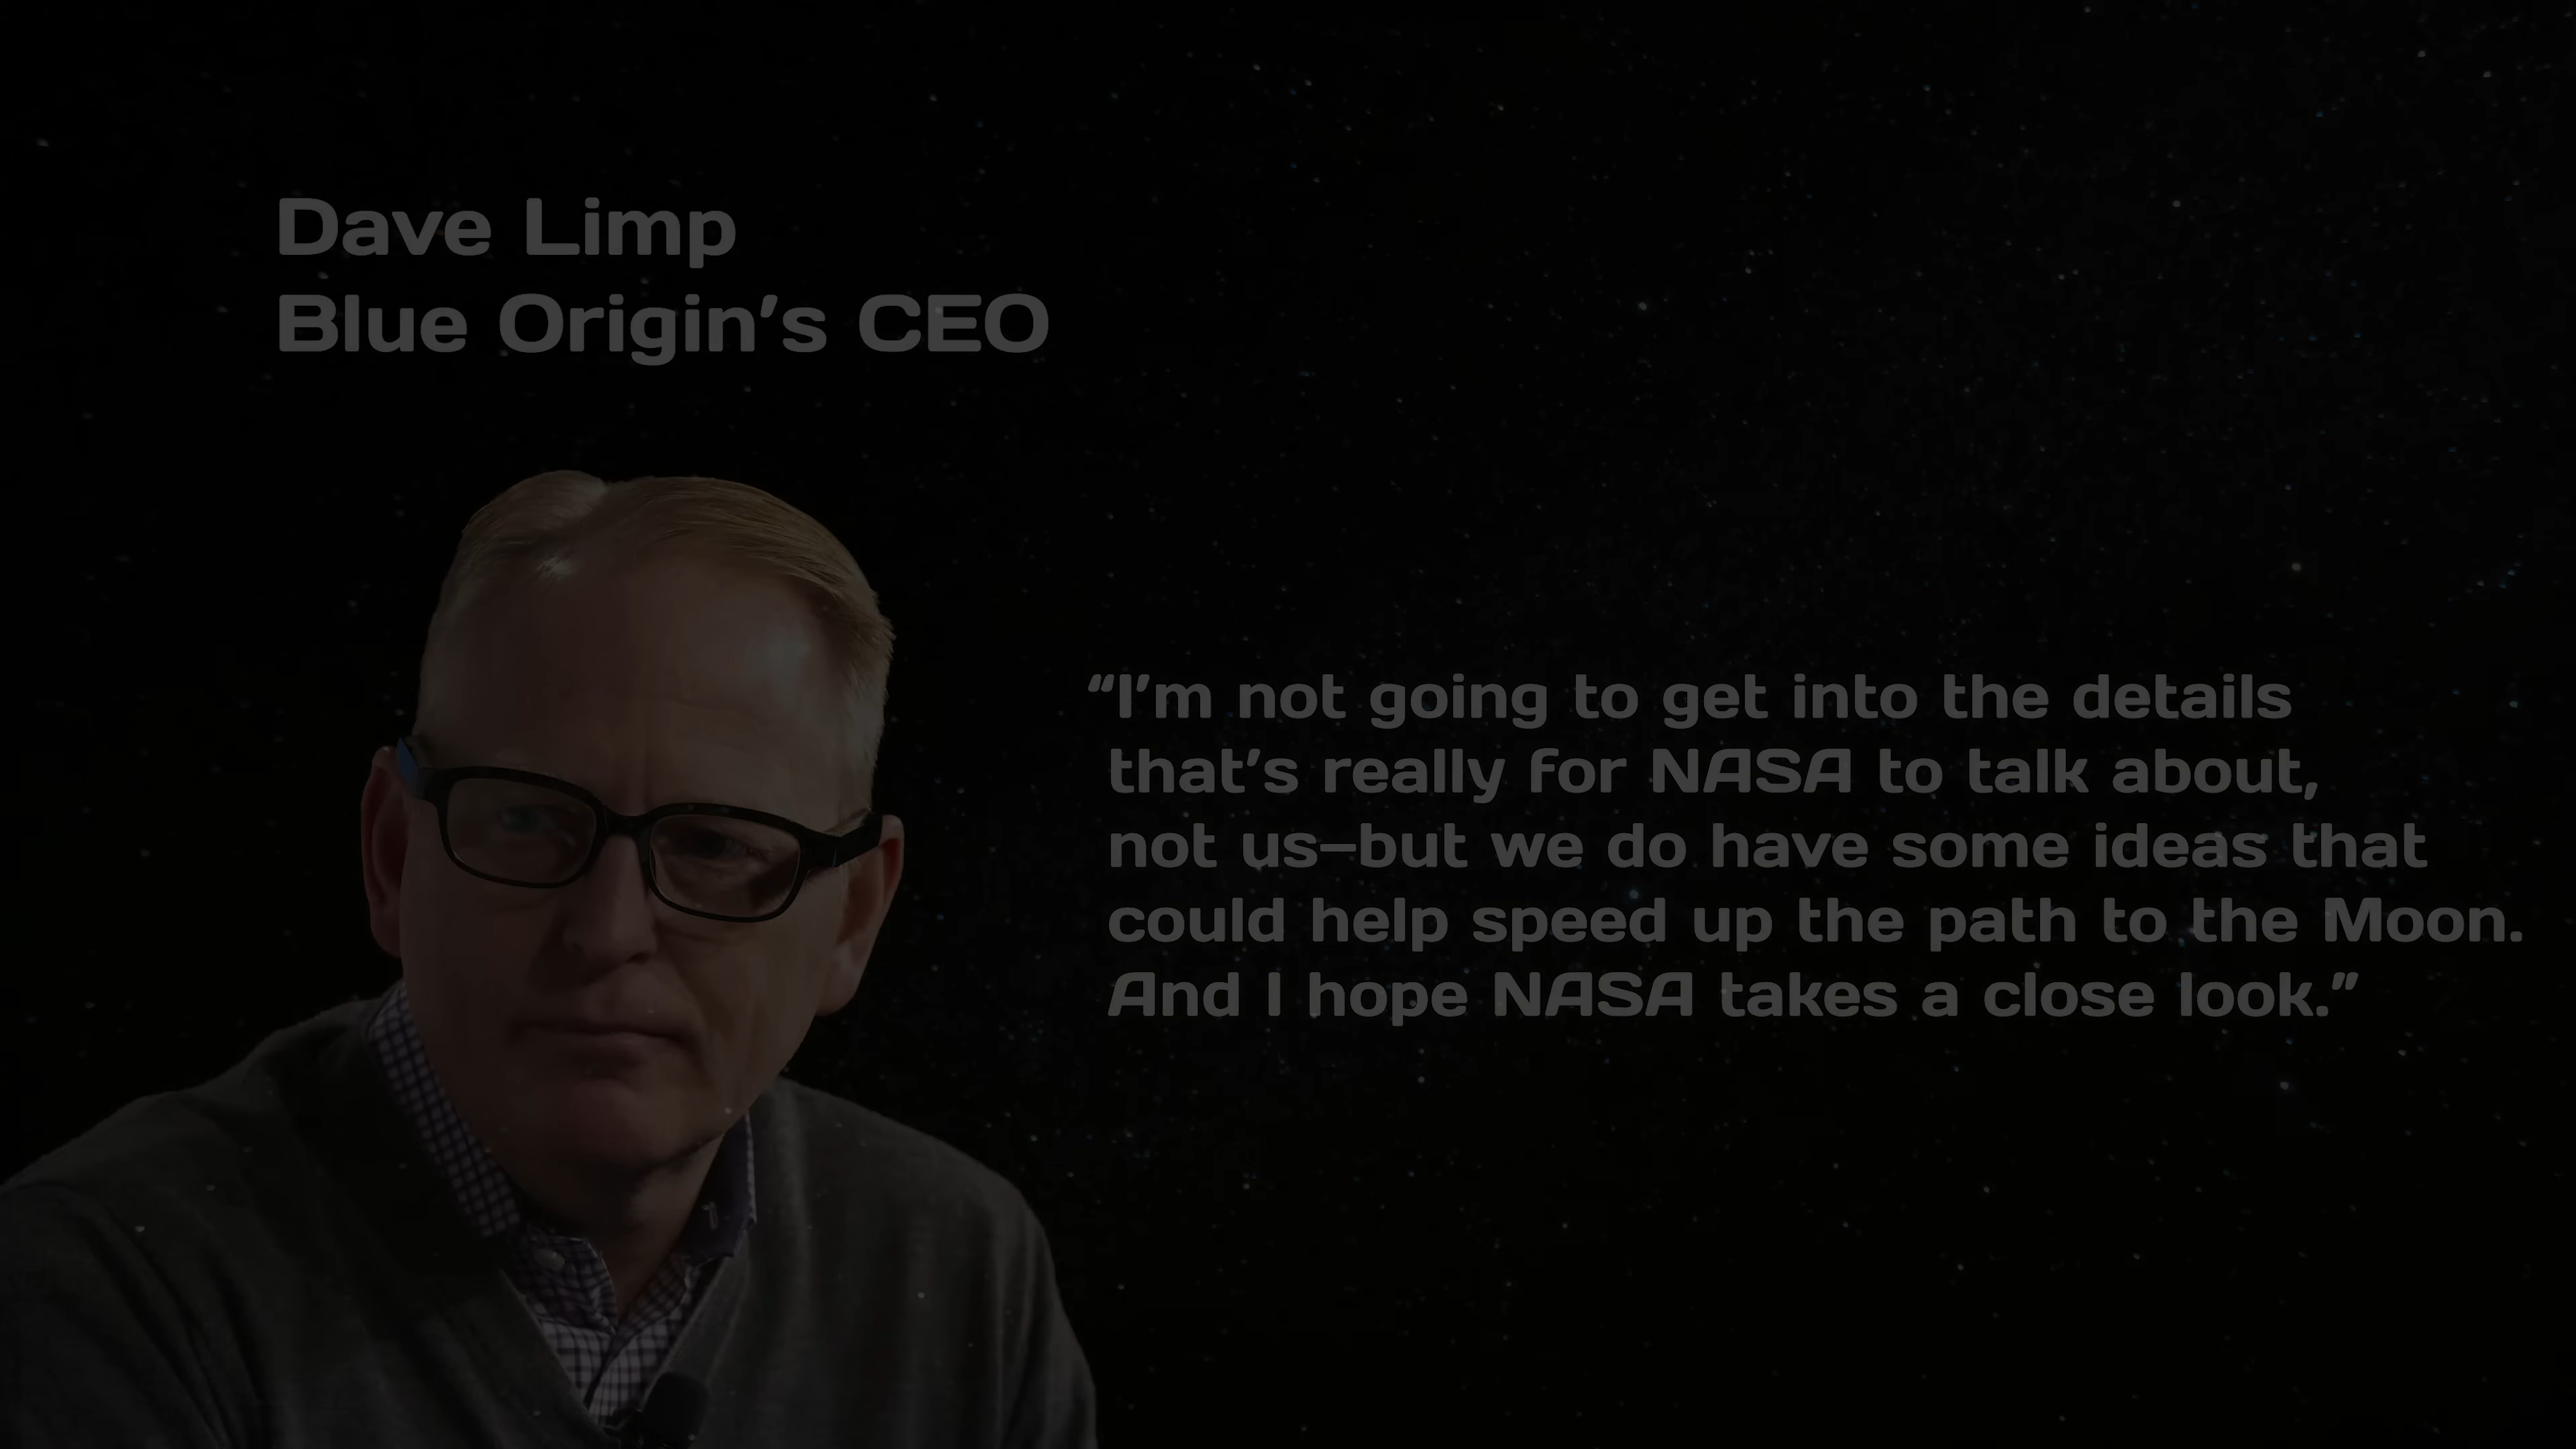 Dave Limp
Blue Origin’s CEO
“I’m not going to get into the details
that’s really for NASA to talk about,
not us–but we do have some ideas that
could help speed up the path to the Moon.
And I hope NASA takes a close look.”